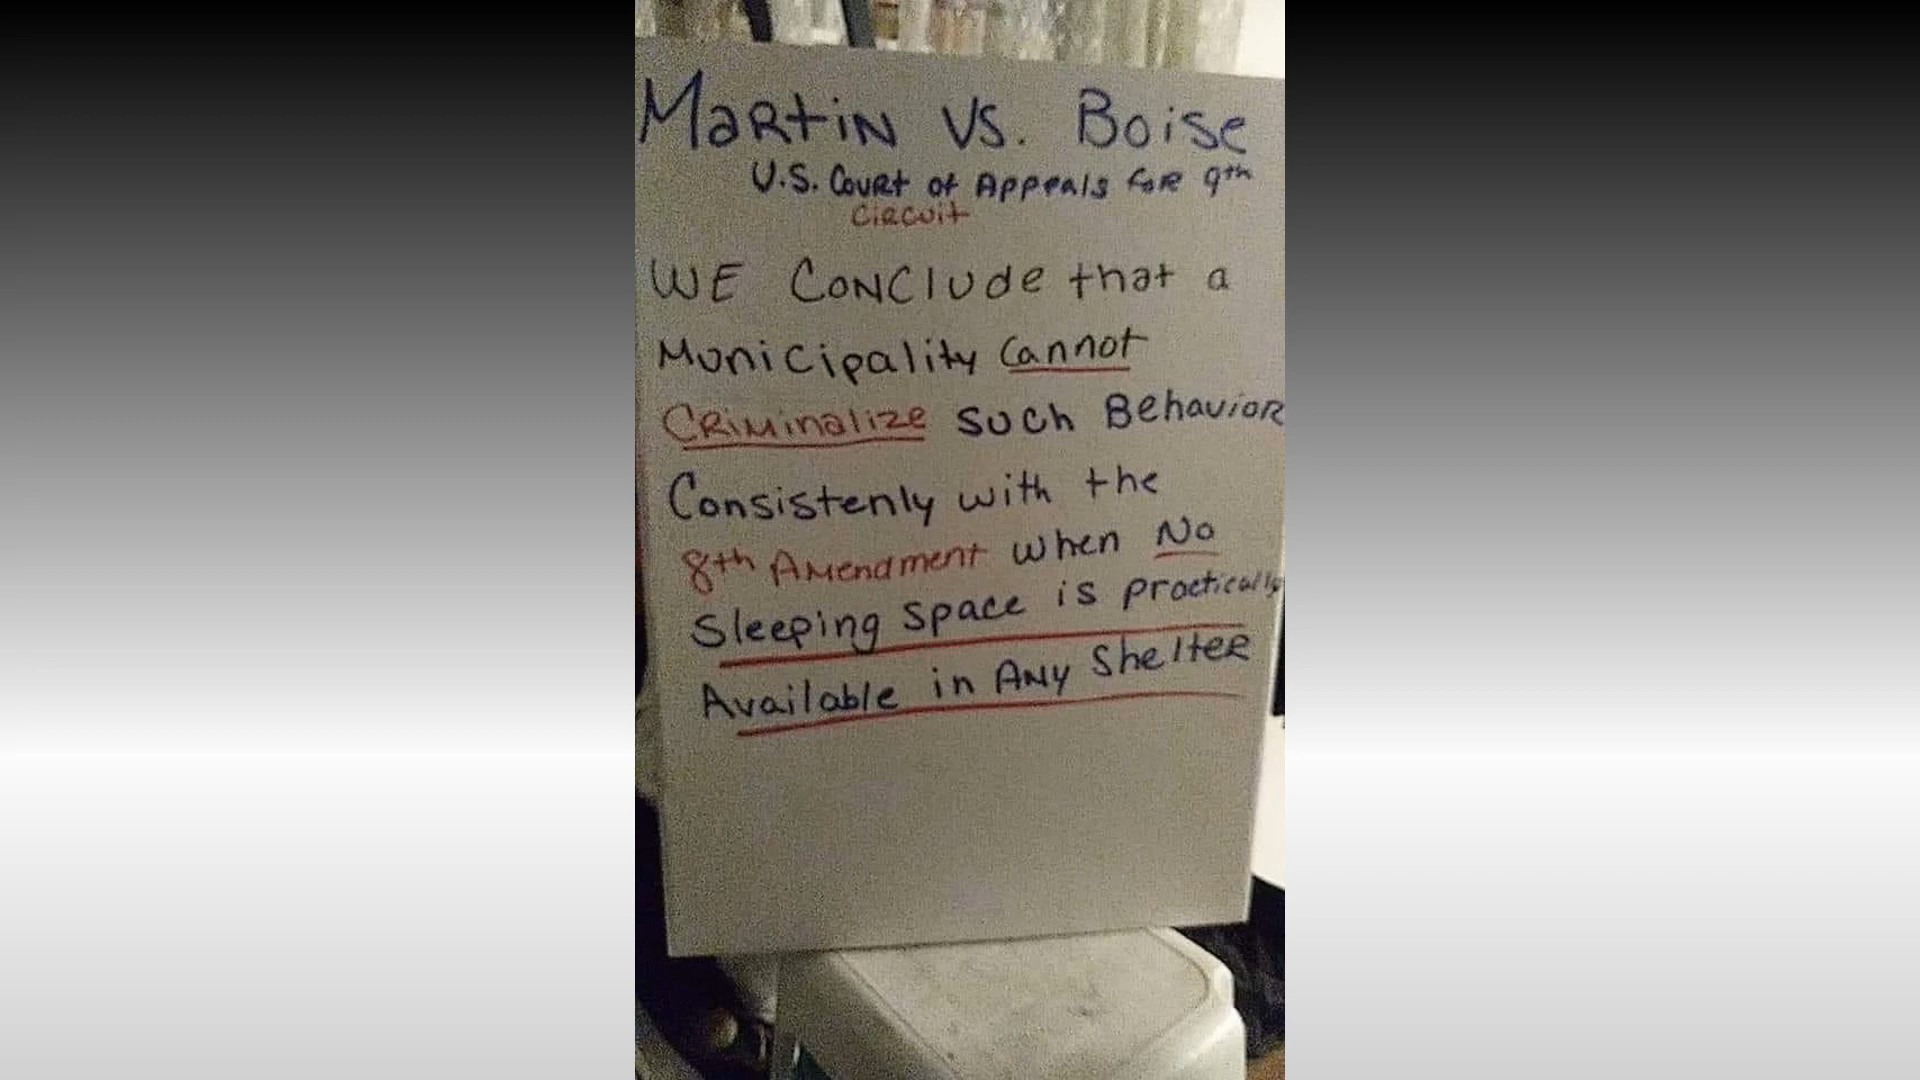 Martin vs. Boise
U.S. Court of Appeals for 9th
Circuit
WE Conclude that a
Municipality Cannot
Criminalize such Behavior
Consistenly with the
8th Amendment when No
Sleeping space is practically
Available in Any Shelter